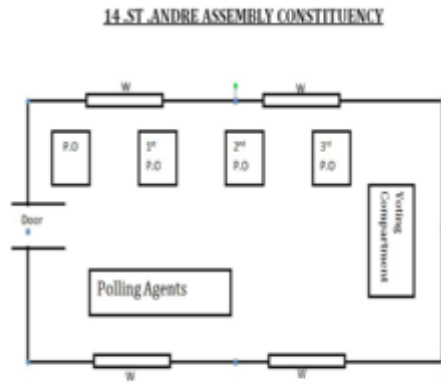 14 .ST .ANDRE ASSEMBLY CONSTITUENCY
W
W
P.O
1st
P.O
2nd
P.O
3rd
P.O
Door
Voting
Compartment
Polling Agents
W
W